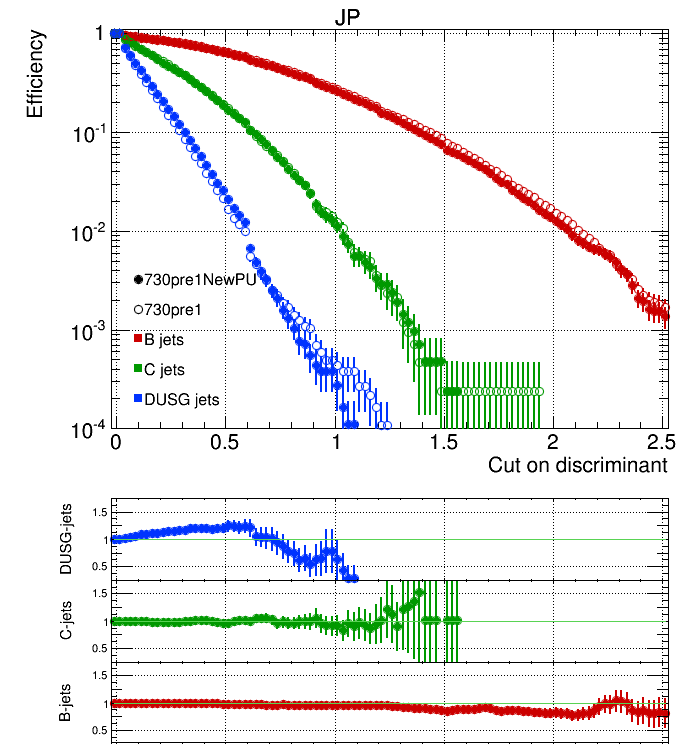 JP
Efficiency
1
10^-1
10^-2
10^-3
10^-4
730pre1NewPU
730pre1
B jets
C jets
DUSG jets
0 0.5 1 1.5 2 2.5
Cut on discriminant
DUSG-jets
1.5
1
0.5
C-jets
1.5
1
0.5
B-jets
1.5
1
0.5